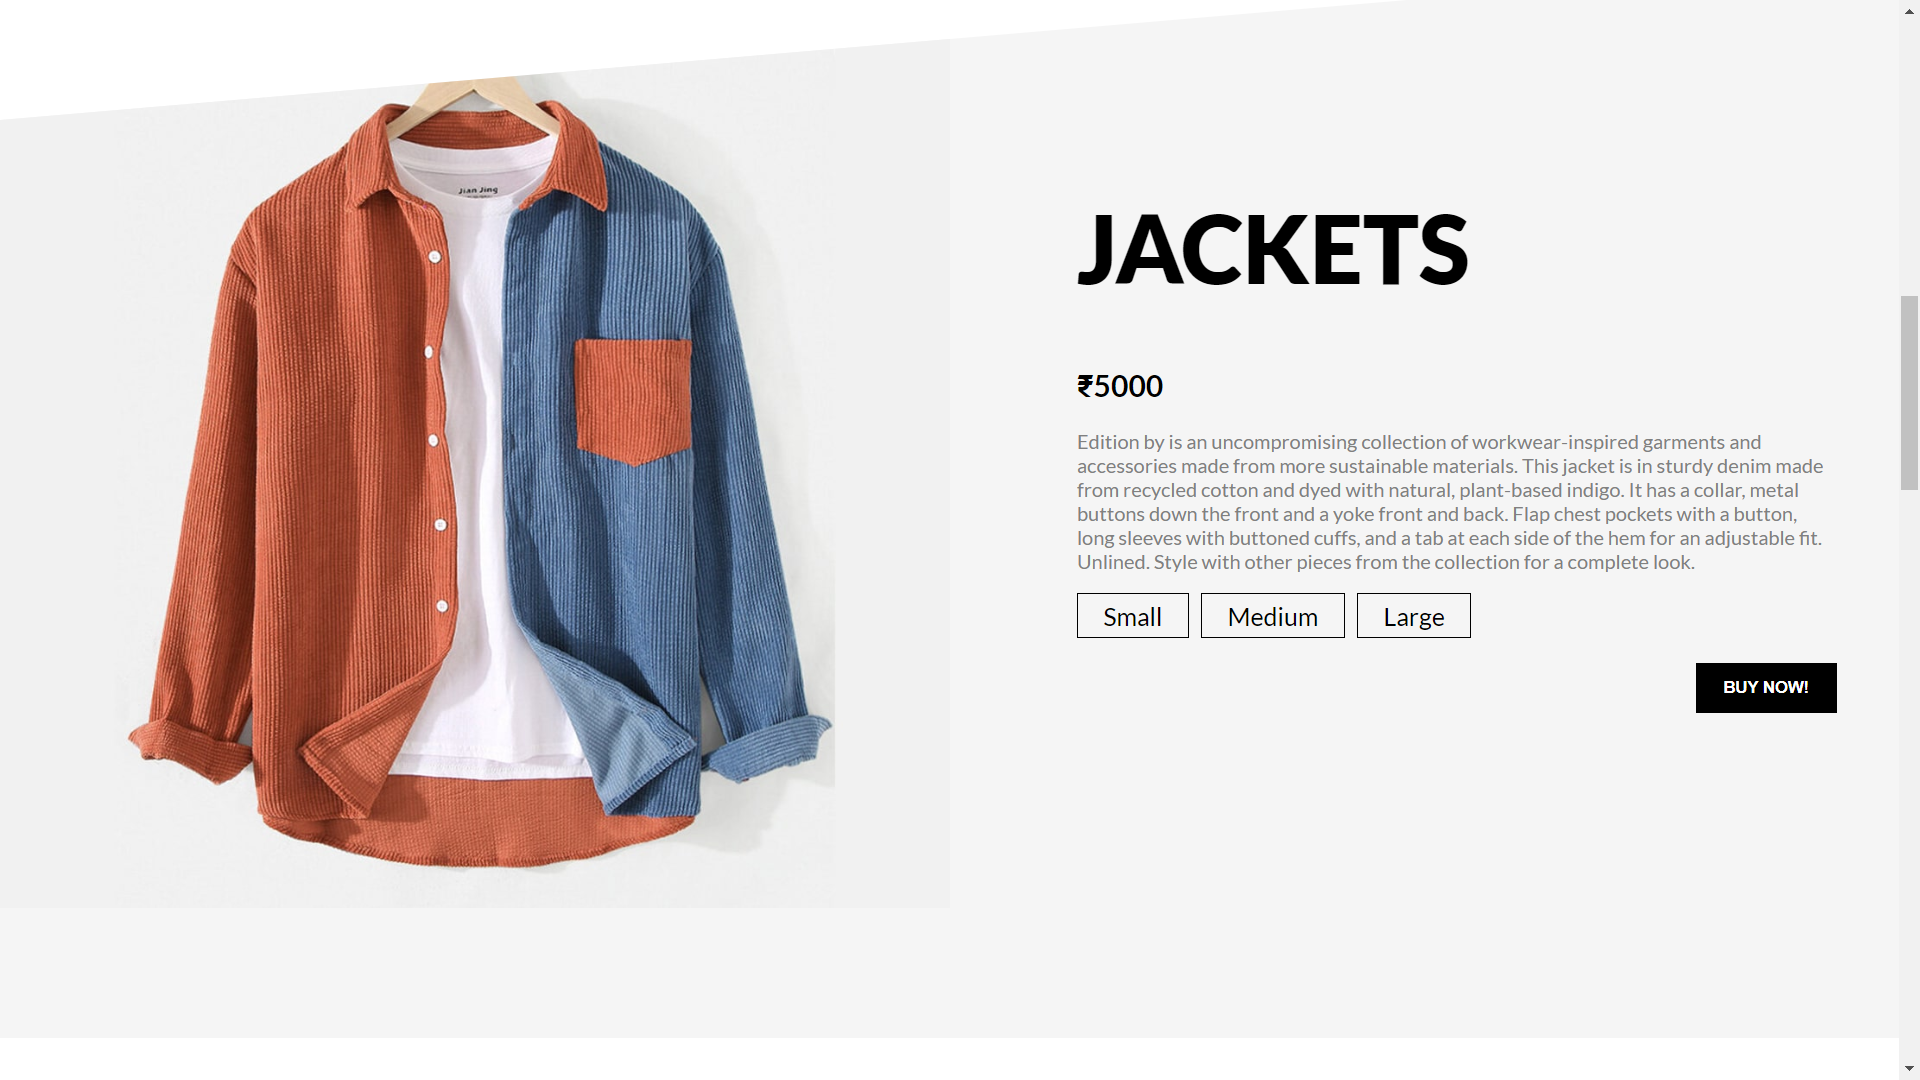 Jian Jing
JACKETS
₹5000
Edition by is an uncompromising collection of workwear-inspired garments and
accessories made from more sustainable materials. This jacket is in sturdy denim made
from recycled cotton and dyed with natural, plant-based indigo. It has a collar, metal
buttons down the front and a yoke front and back. Flap chest pockets with a button,
long sleeves with buttoned cuffs, and a tab at each side of the hem for an adjustable fit.
Unlined. Style with other pieces from the collection for a complete look.
Small Medium Large
BUY NOW!